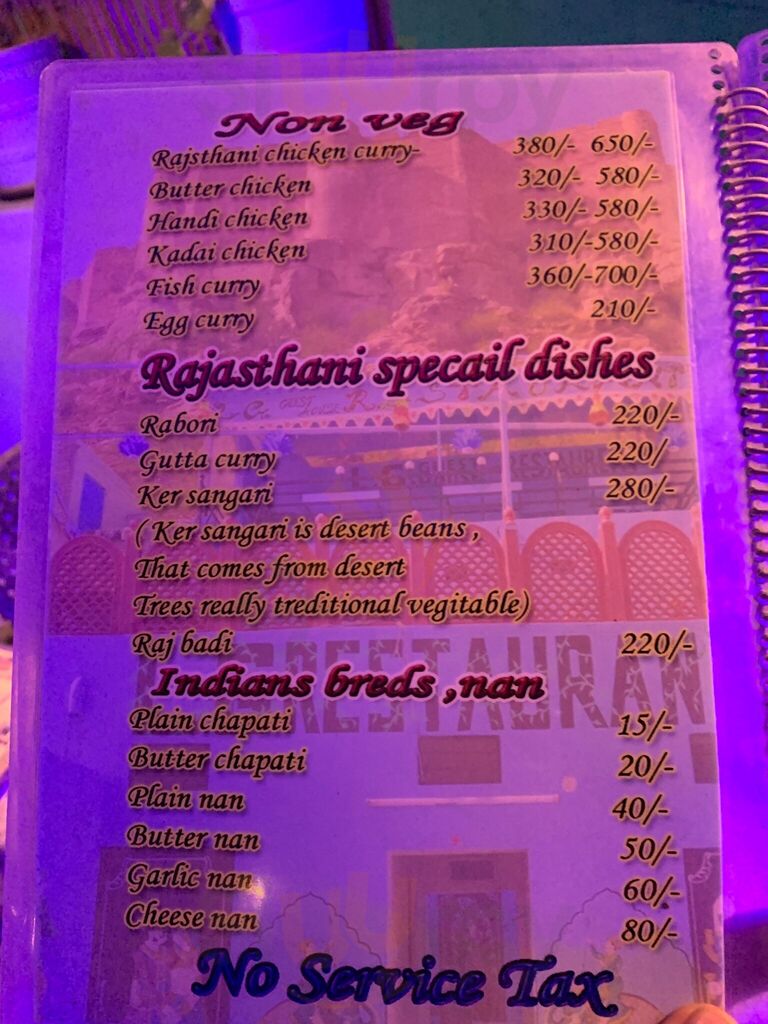 Non veg
Rajsthani chicken curry- 380/- 650/-
Butter chicken 320/- 580/-
Handi chicken 330/- 580/-
Kadai chicken 310/-580/-
Fish curry 360/-700/-
Egg curry 210/-
Rajasthani specail dishes
Rabori 220/-
Gutta curry 220/
Ker sangari 280/-
( Ker sangari is desert beans ,
That comes from desert
Trees really treditional vegitable)
Raj badi 220/-
RESTAURAN
Indians breds ,nan
Plain chapati 15/-
Butter chapati 20/-
Plain nan 40/-
Butter nan 50/-
Garlic nan 60/-
Cheese nan 80/-
No Service Tax